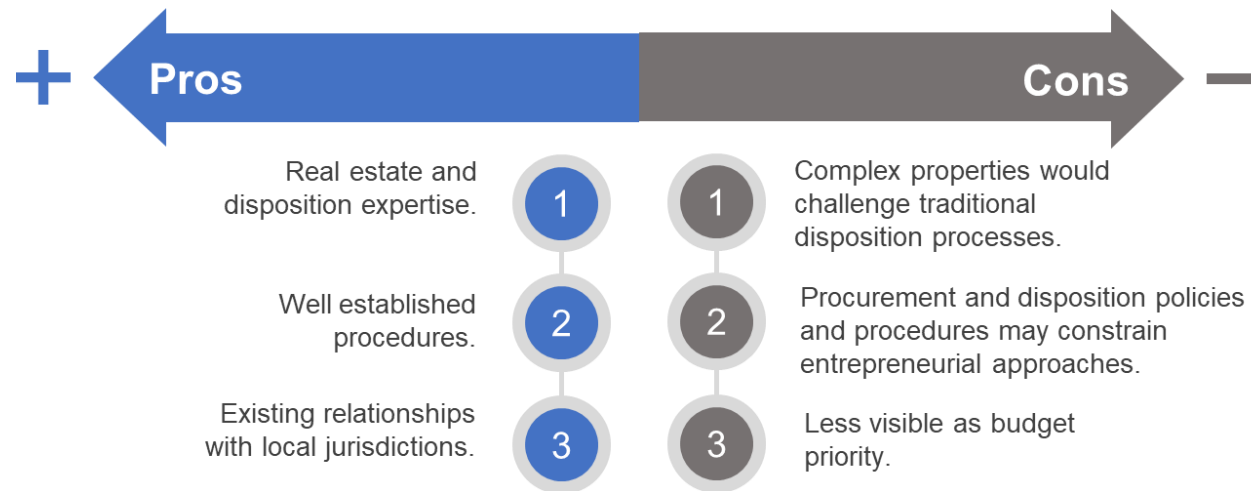 +
Pros
Cons
−
Real estate and
disposition expertise.
1
1
Complex properties would
challenge traditional
disposition processes.
Well established
procedures.
2
2
Procurement and disposition policies
and procedures may constrain
entrepreneurial approaches.
Existing relationships
with local jurisdictions.
3
3
Less visible as budget
priority.